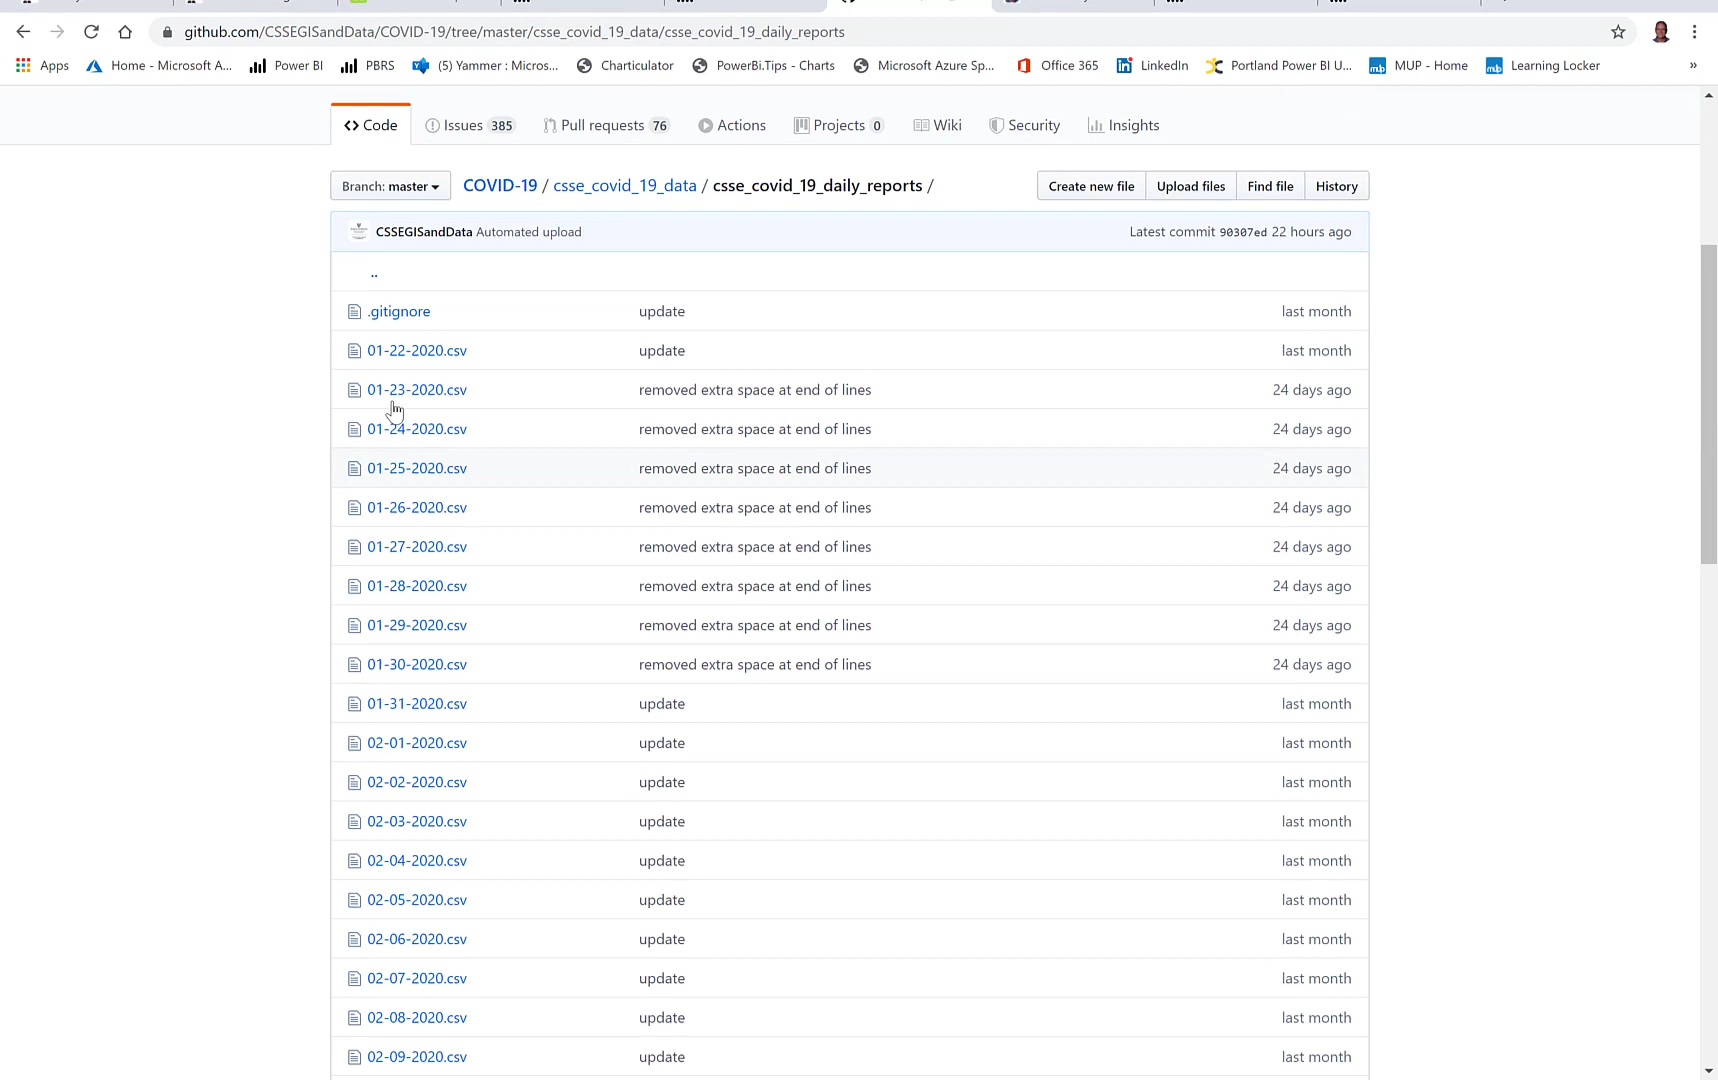 github.com/CSSEGISandData/COVID-19/tree/master/csse_covid_19_data/csse_covid_19_daily_reports
Apps Home - Microsoft A... Power BI PBRS (5) Yammer : Micros... Charticulator PowerBi.Tips - Charts Microsoft Azure Sp... Office 365 LinkedIn Portland Power BI U... mup MUP - Home mup Learning Locker »
Code Issues 385 Pull requests 76 Actions Projects 0 Wiki Security Insights
Branch: master COVID-19 / csse_covid_19_data / csse_covid_19_daily_reports / Create new file Upload files Find file History
CSSEGISandData Automated upload Latest commit 90307ed 22 hours ago
..
.gitignore update last month
01-22-2020.csv update last month
01-23-2020.csv removed extra space at end of lines 24 days ago
01-24-2020.csv removed extra space at end of lines 24 days ago
01-25-2020.csv removed extra space at end of lines 24 days ago
01-26-2020.csv removed extra space at end of lines 24 days ago
01-27-2020.csv removed extra space at end of lines 24 days ago
01-28-2020.csv removed extra space at end of lines 24 days ago
01-29-2020.csv removed extra space at end of lines 24 days ago
01-30-2020.csv removed extra space at end of lines 24 days ago
01-31-2020.csv update last month
02-01-2020.csv update last month
02-02-2020.csv update last month
02-03-2020.csv update last month
02-04-2020.csv update last month
02-05-2020.csv update last month
02-06-2020.csv update last month
02-07-2020.csv update last month
02-08-2020.csv update last month
02-09-2020.csv update last month